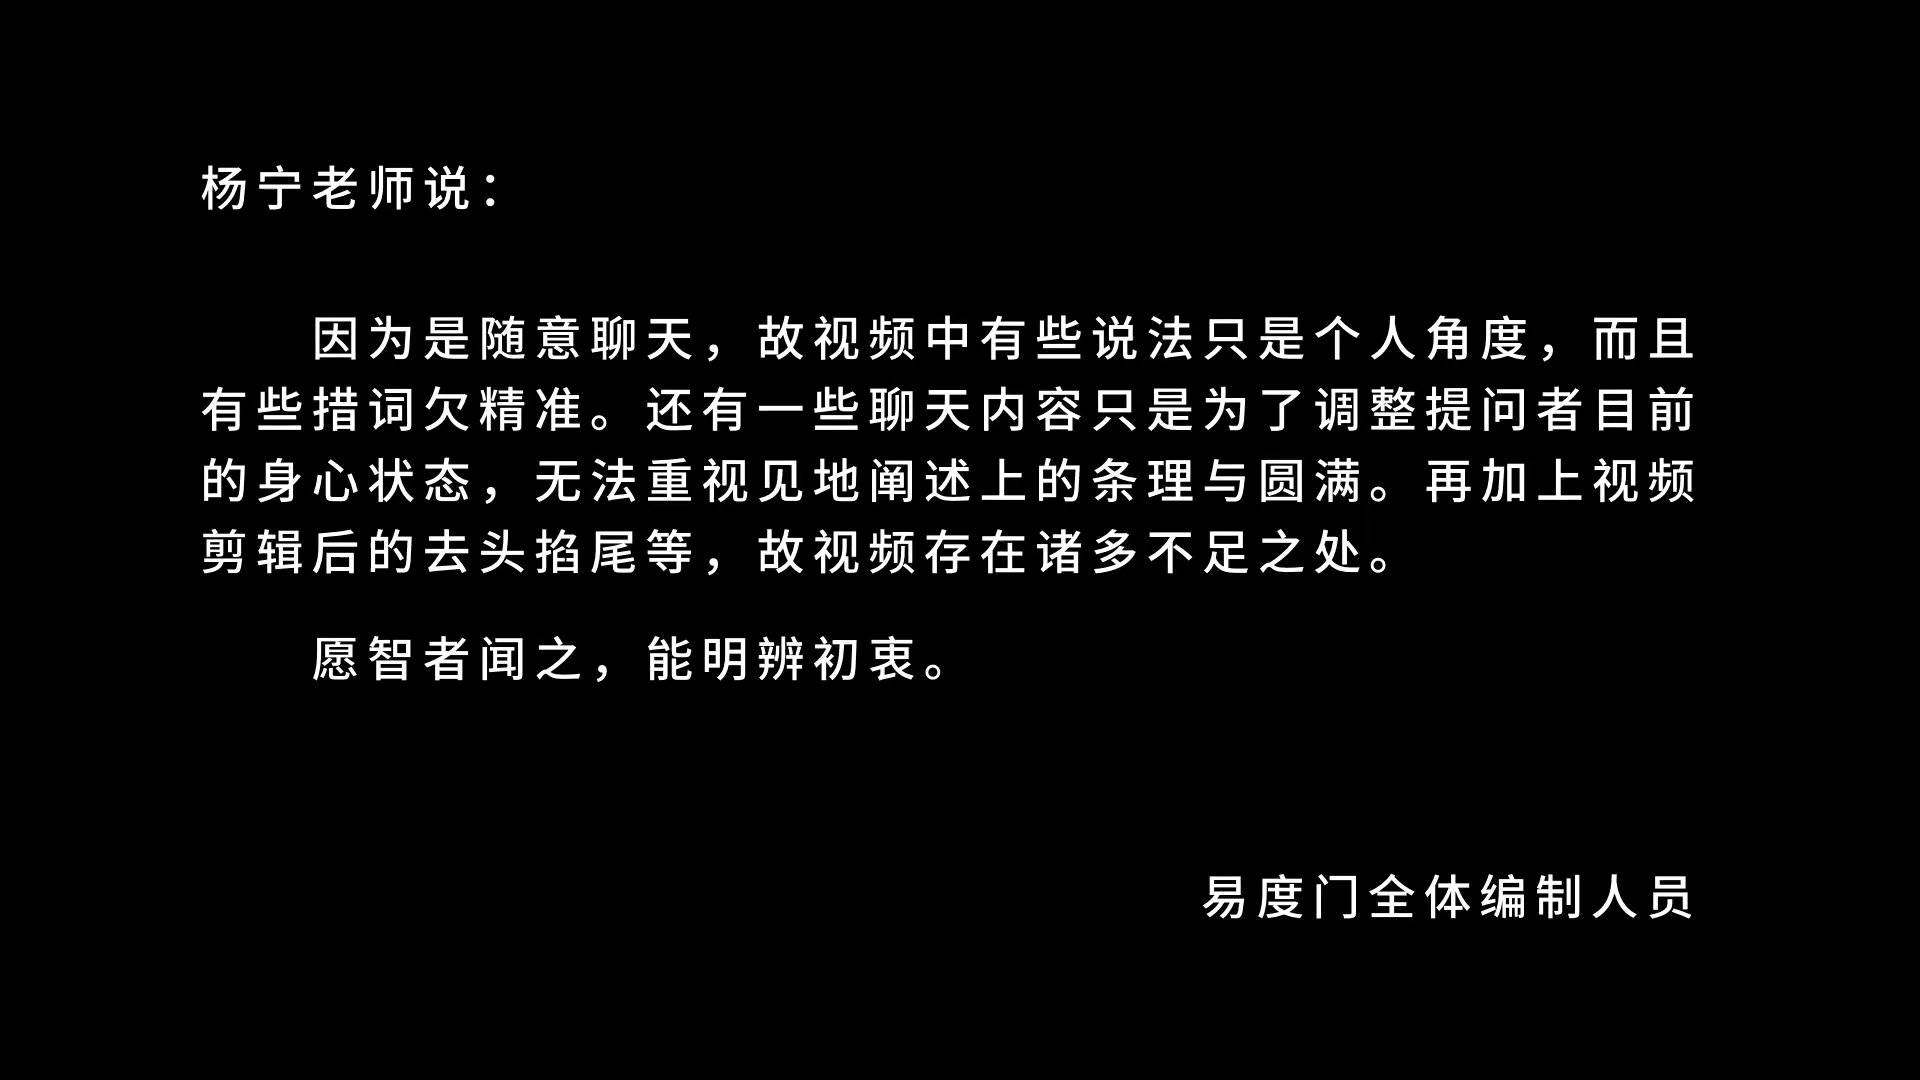 杨宁老师说：
因为是随意聊天，故视频中有些说法只是个人角度，而且
有些措词欠精准。还有一些聊天内容只是为了调整提问者目前
的身心状态，无法重视见地阐述上的条理与圆满。再加上视频
剪辑后的去头掐尾等，故视频存在诸多不足之处。
愿智者闻之，能明辨初衷。
易度门全体编制人员